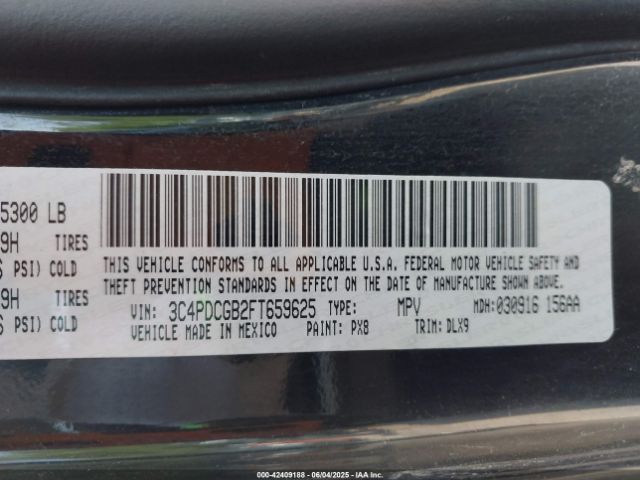 5300 LB
9H TIRES
PSI) COLD
9H TIRES
PSI) COLD
THIS VEHICLE CONFORMS TO ALL APPLICABLE U.S.A. FEDERAL MOTOR VEHICLE SAFETY AND
THEFT PREVENTION STANDARDS IN EFFECT ON THE DATE OF MANUFACTURE SHOWN ABOVE.
VIN: 3C4PDCGB2FT659625 TYPE: MPV MDH:030916 156AA
VEHICLE MADE IN MEXICO PAINT: PX8 TRIM: DLX9
000-42409188 - 06/04/2025 - IAA Inc.